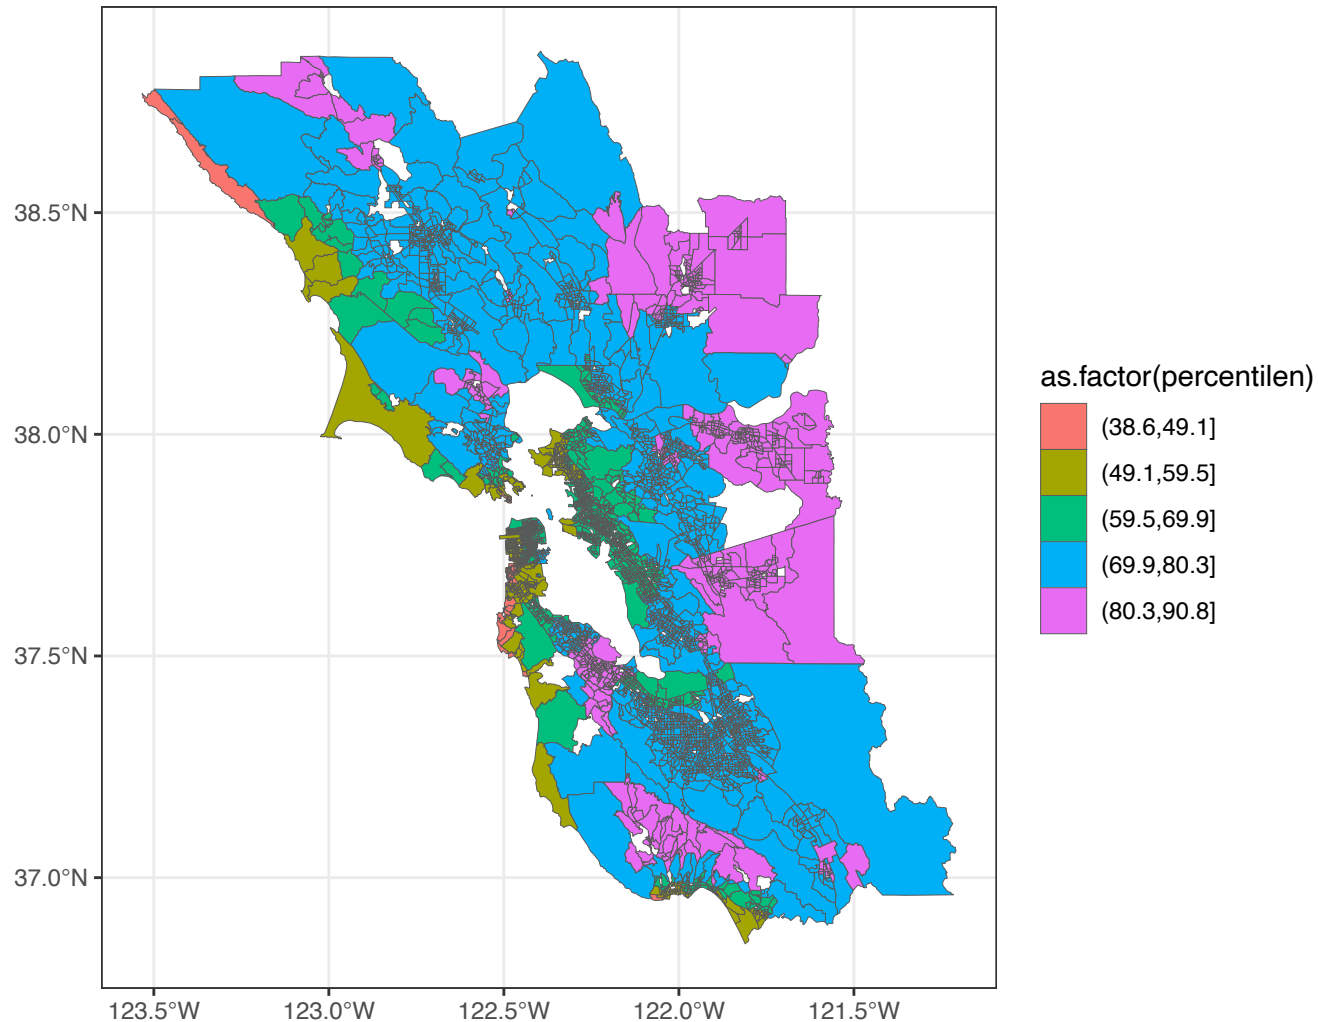 38.5°N
38.0°N
37.5°N
37.0°N
123.5°W
123.0°W
122.5°W
122.0°W
121.5°W
as.factor(percentilen)
(38.6,49.1]
(49.1,59.5]
(59.5,69.9]
(69.9,80.3]
(80.3,90.8]